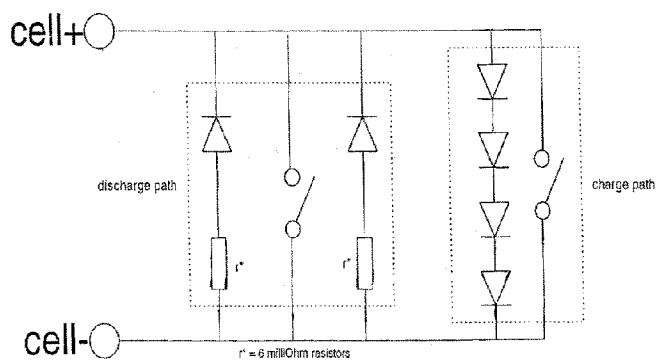 cell+
discharge path
charge path
r*
r*
cell-
r* = 6 milliOhm resistors